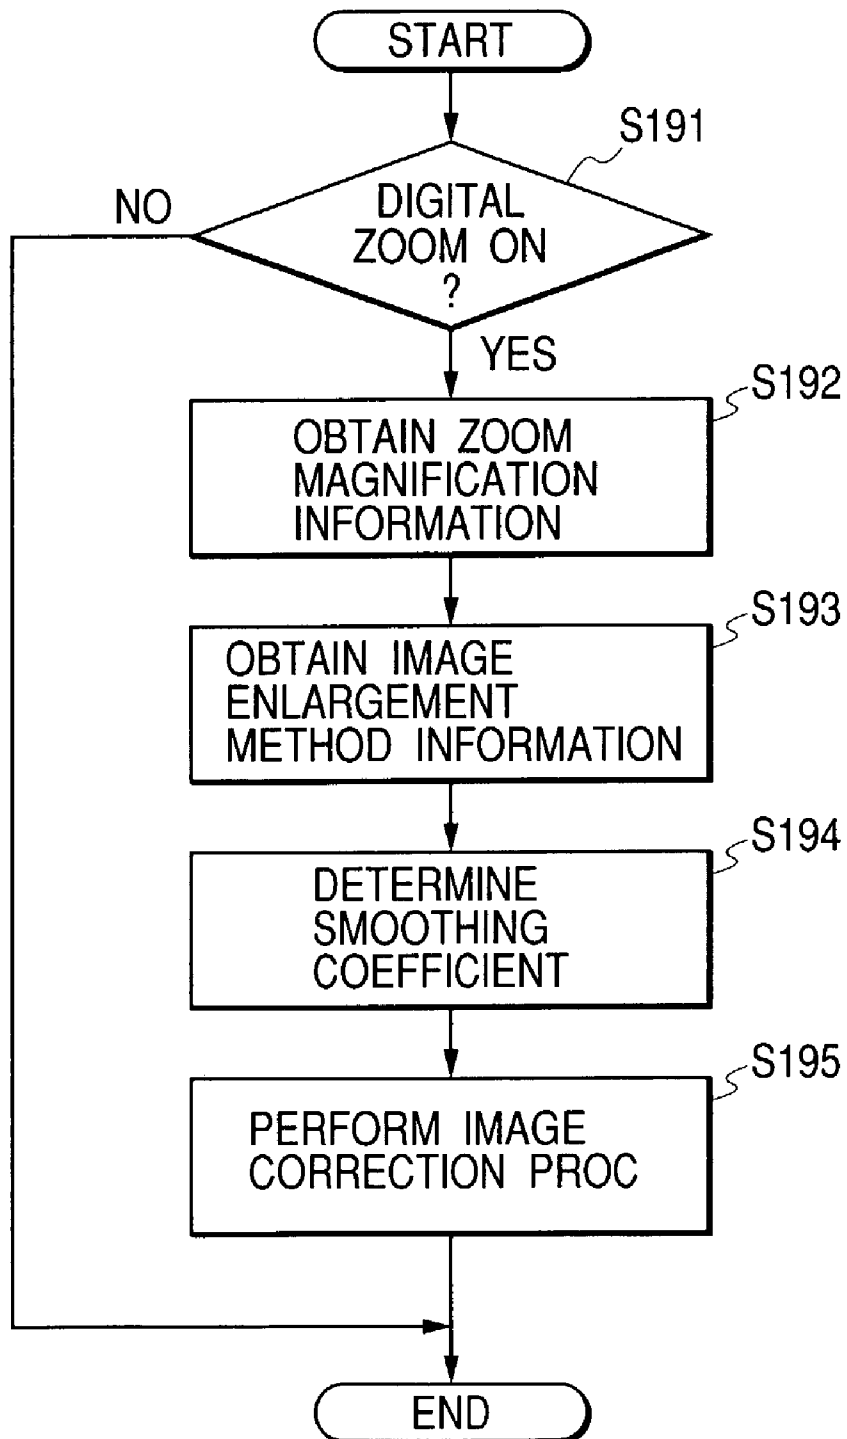 START
S191
NO
DIGITAL
ZOOM ON
?
YES
S192
OBTAIN ZOOM
MAGNIFICATION
INFORMATION
S193
OBTAIN IMAGE
ENLARGEMENT
METHOD INFORMATION
S194
DETERMINE
SMOOTHING
COEFFICIENT
S195
PERFORM IMAGE
CORRECTION PROC
END